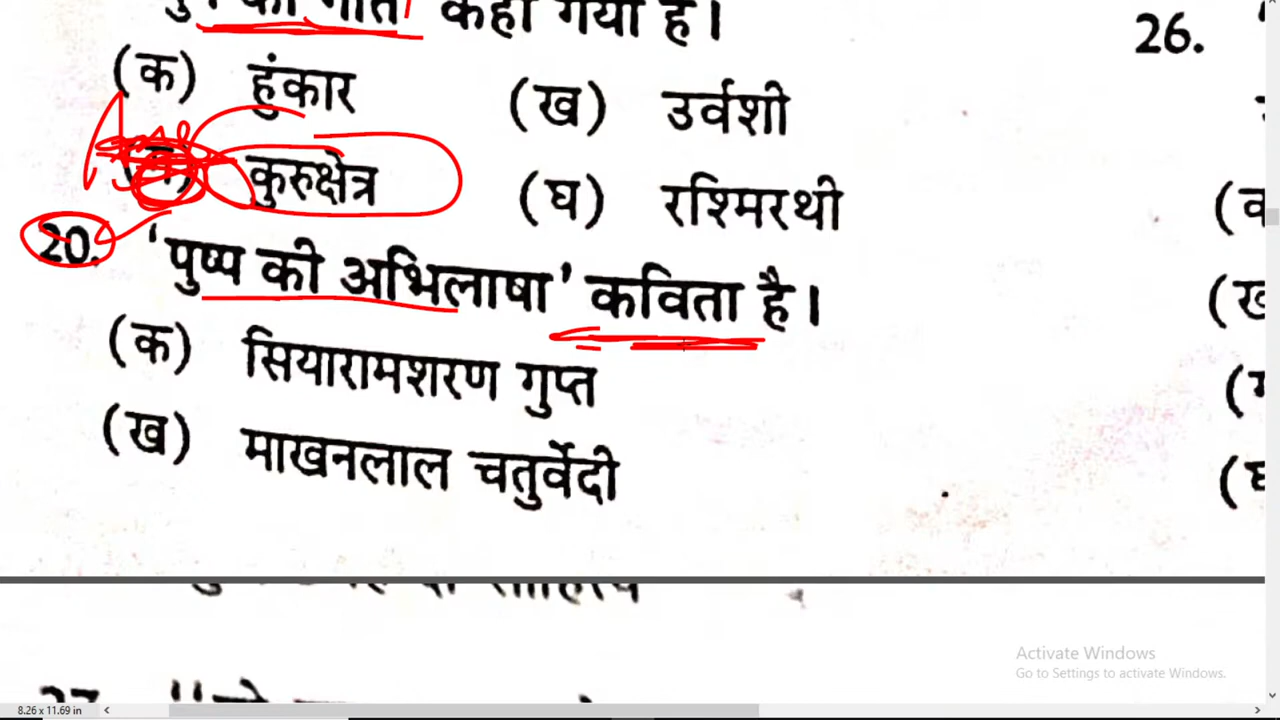 की गीता' कहा गया है।
26.
(क) हुंकार (ख) उर्वशी
कुरुक्षेत्र (घ) रश्मिरथी
20. 'पुष्प की अभिलाषा' कविता है।
(क) सियारामशरण गुप्त
(ख) माखनलाल चतुर्वेदी
Activate Windows
Go to Settings to activate Windows.
8.26 x 11.69 in